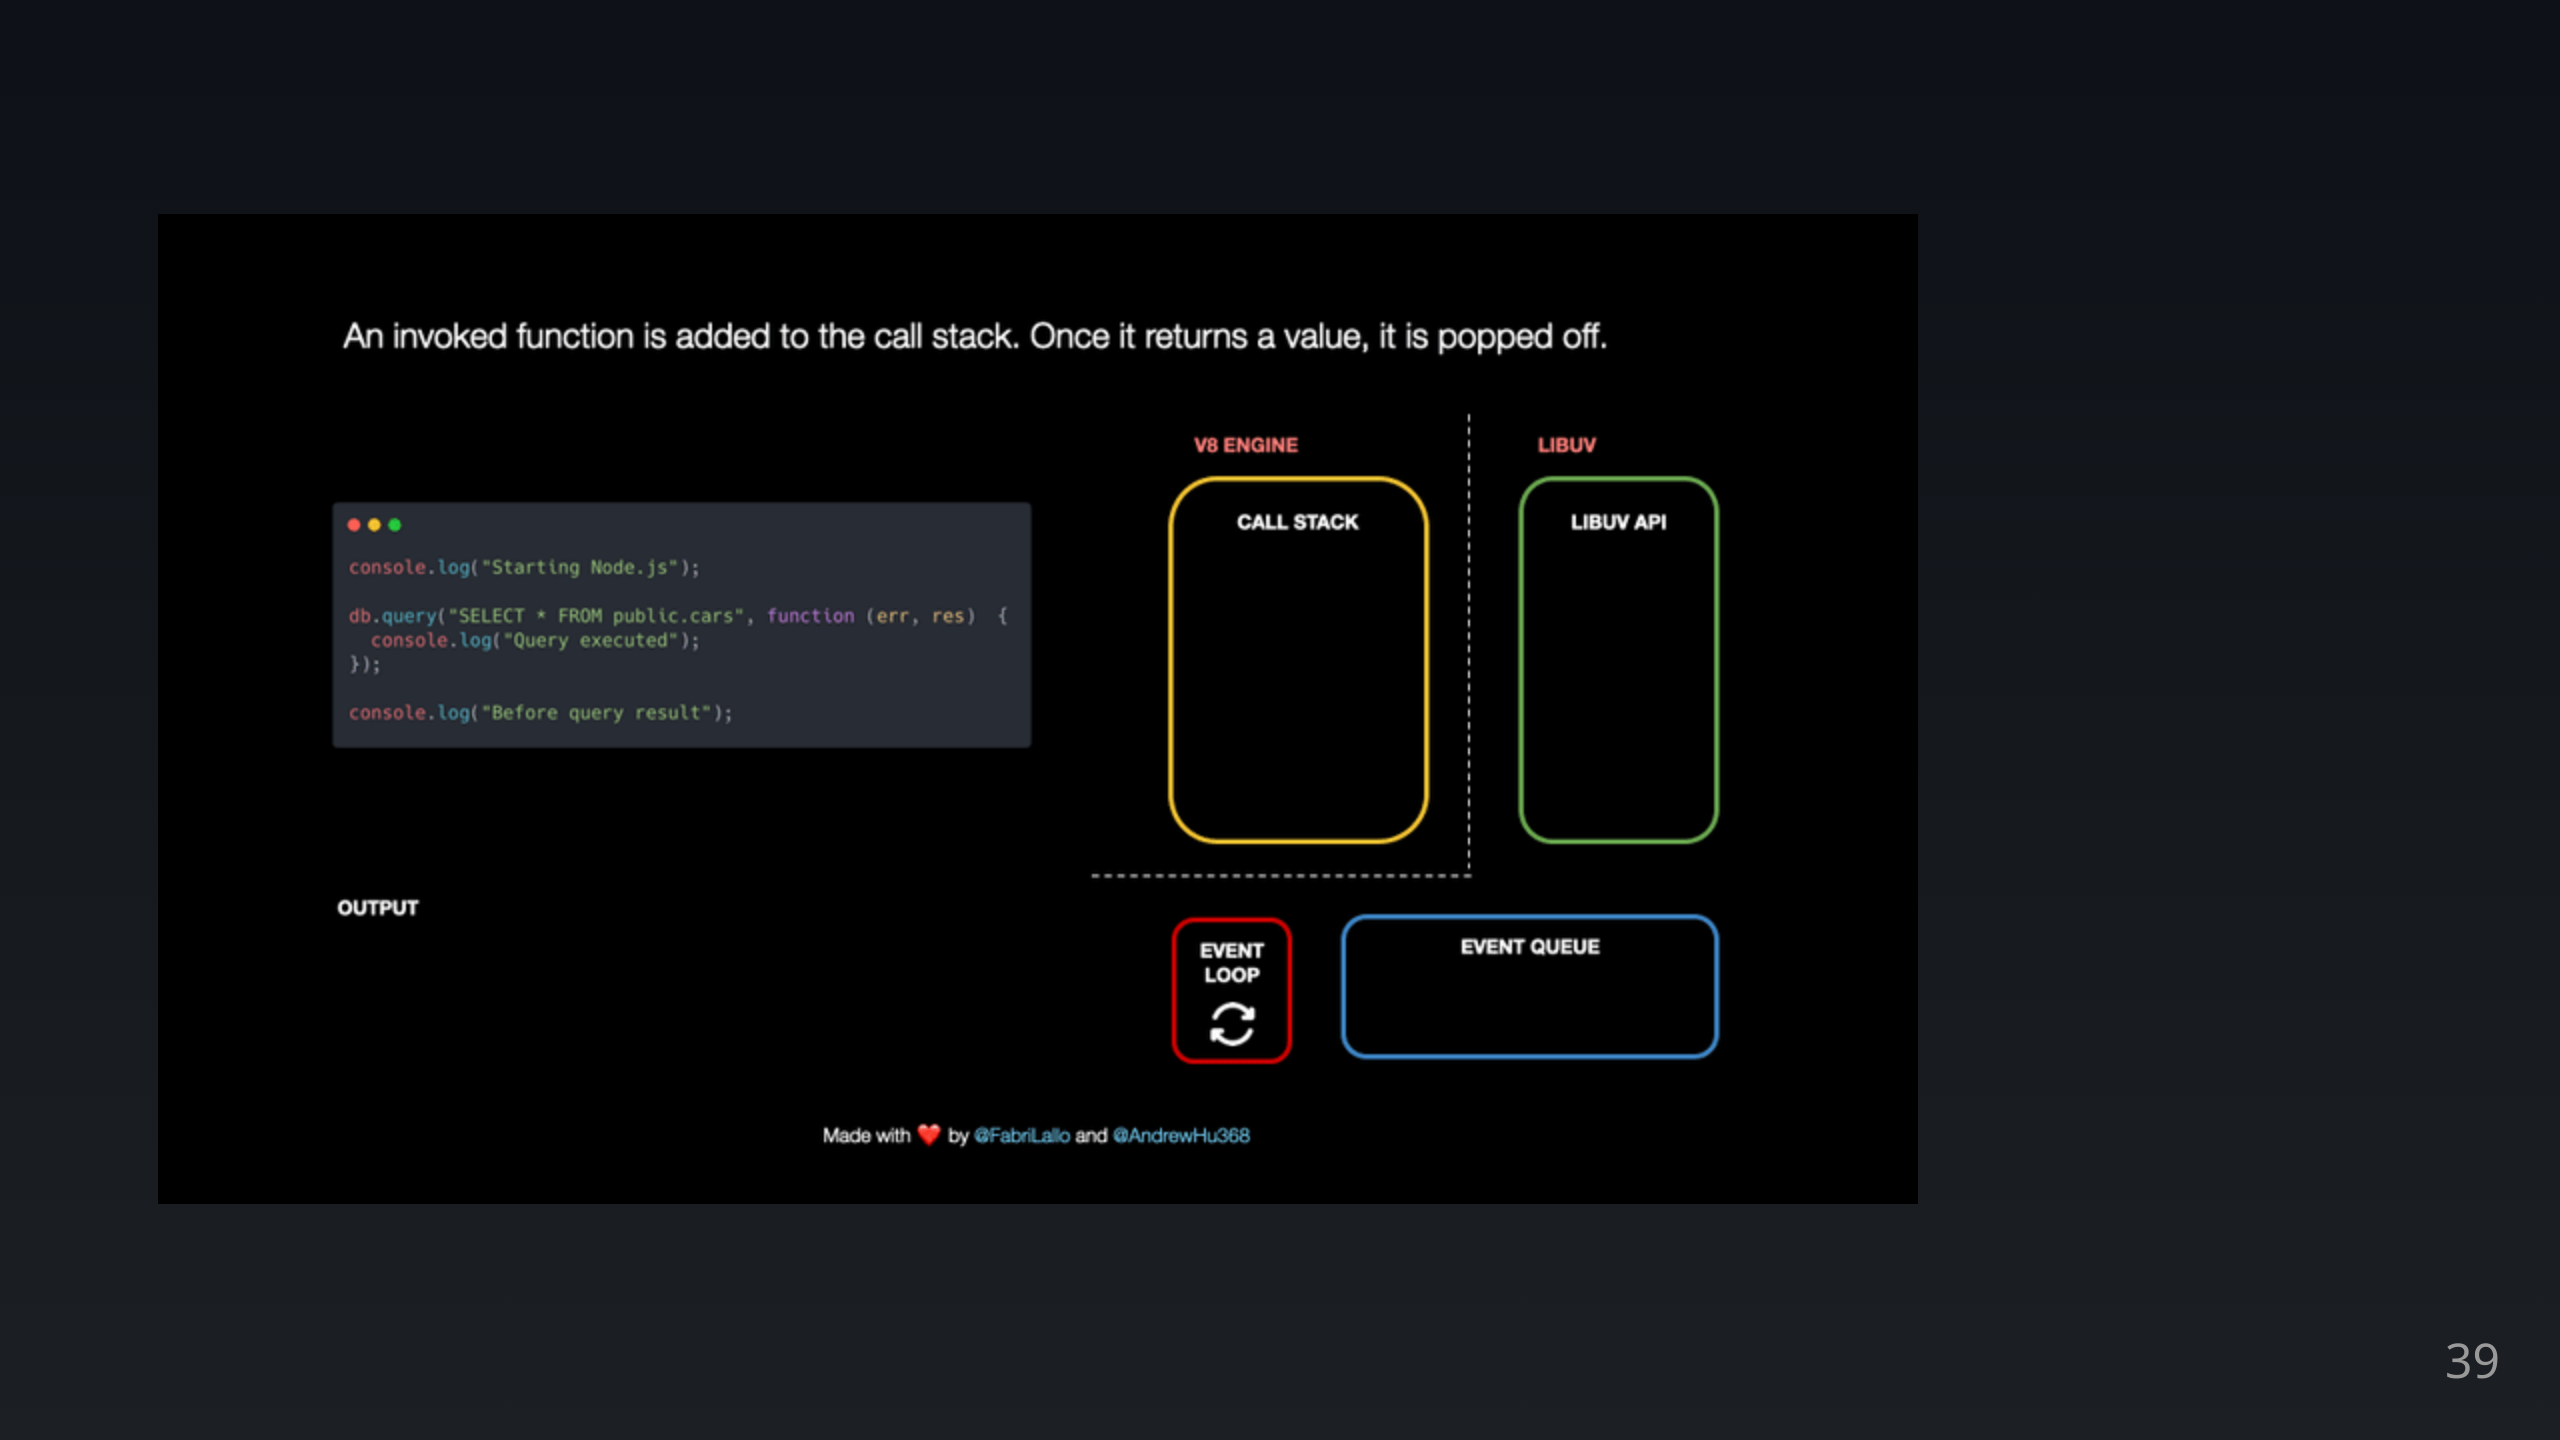 An invoked function is added to the call stack. Once it returns a value, it is popped off.
console.log("Starting Node.js");
db.query("SELECT * FROM public.cars", function (err, res)  {
  console.log("Query executed");
});
console.log("Before query result");
OUTPUT
V8 ENGINE
CALL STACK
LIBUV
LIBUV API
EVENT
LOOP
EVENT QUEUE
Made with ❤️ by @FabriLallo and @AndrewHu368
39